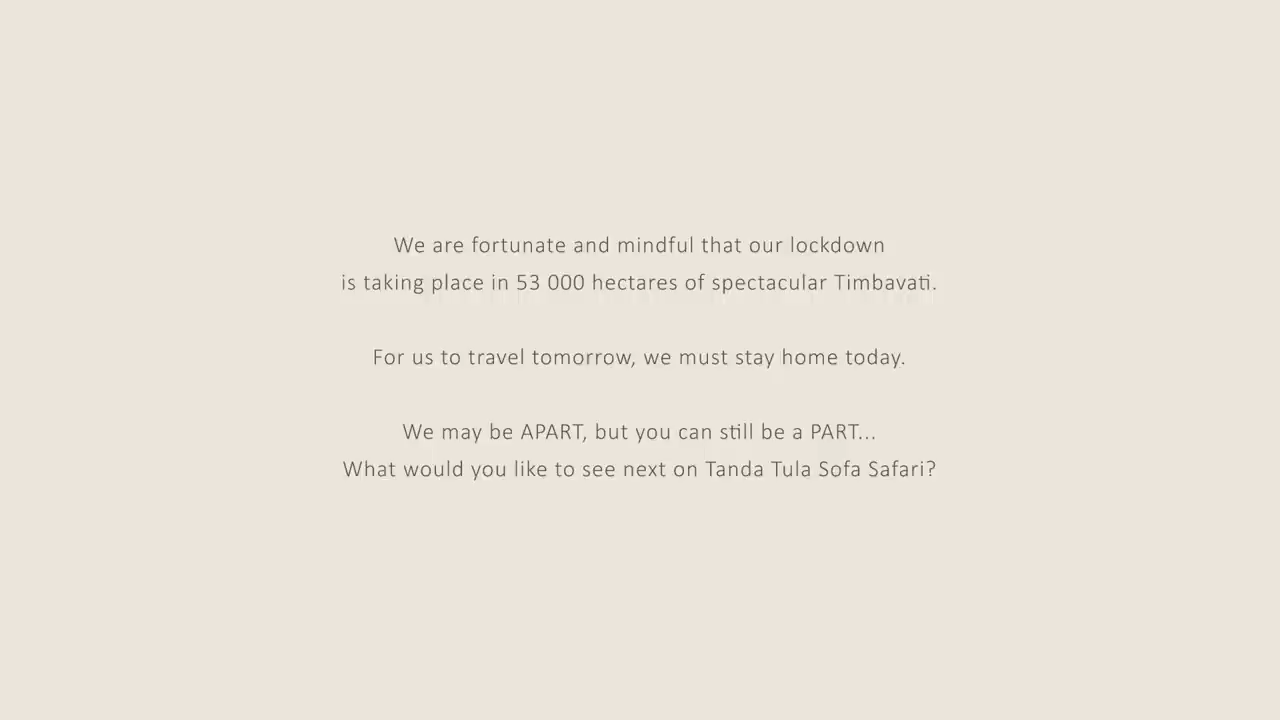 We are fortunate and mindful that our lockdown
is taking place in 53 000 hectares of spectacular Timbavati.
For us to travel tomorrow, we must stay home today.
We may be APART, but you can still be a PART...
What would you like to see next on Tanda Tula Sofa Safari?